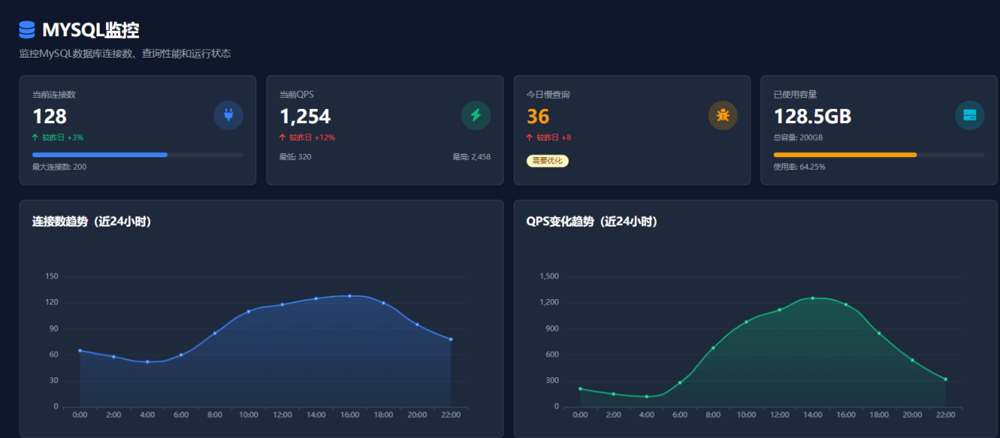 MYSQL监控
监控MySQL数据库连接数、查询性能和运行状态
当前连接数
128
↑ 较昨日 +3%
最大连接数: 200
当前QPS
1,254
↑ 较昨日 +12%
最低: 320 最高: 2,458
今日慢查询
36
↑ 较昨日 +8
需要优化
已使用容量
128.5GB
总容量: 200GB
使用率: 64.25%
连接数趋势（近24小时）
150
120
90
60
30
0
0:00 2:00 4:00 6:00 8:00 10:00 12:00 14:00 16:00 18:00 20:00 22:00
QPS变化趋势（近24小时）
1,500
1,200
900
600
300
0
0:00 2:00 4:00 6:00 8:00 10:00 12:00 14:00 16:00 18:00 20:00 22:00